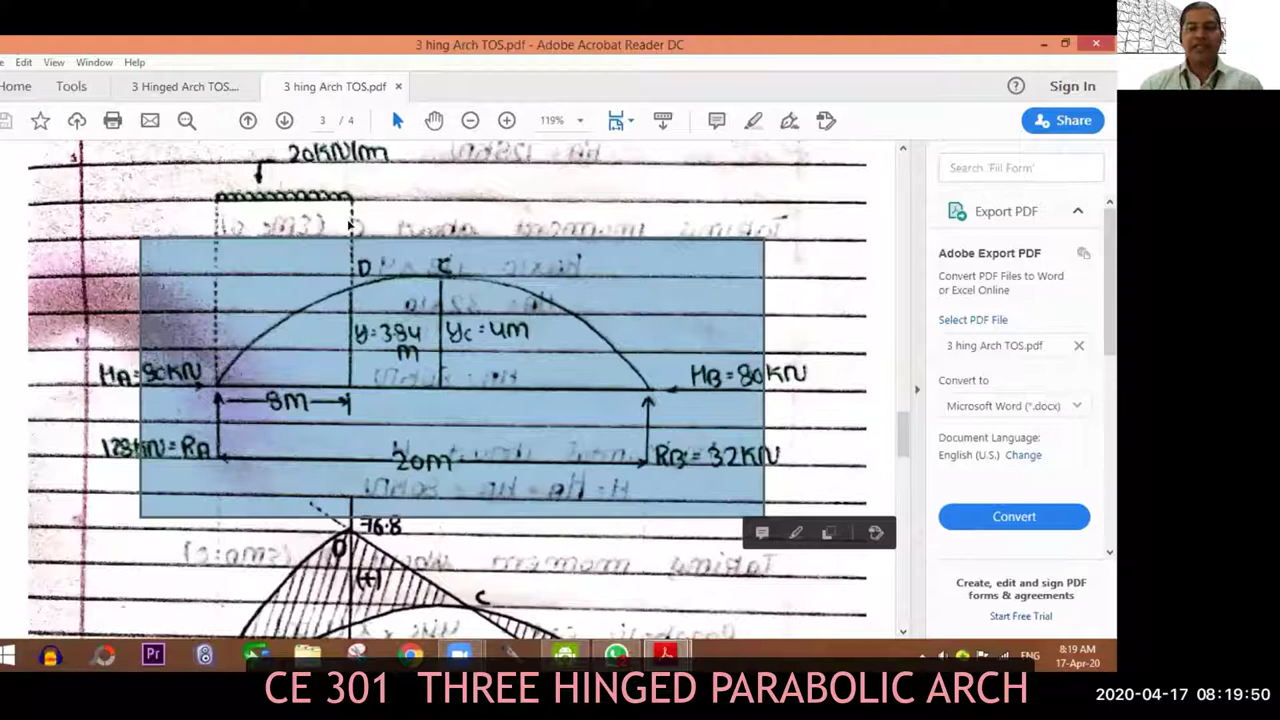 3 hing Arch TOS.pdf - Adobe Acrobat Reader DC
Edit View Window Help
Home Tools 3 Hinged Arch TOS.... 3 hing Arch TOS.pdf × Sign In
3 / 4 119% Share
20KN/m
D C
y=3.84 m yc=4m
HA=80KN HB=80KN
8m
128KN=RA RB=32KN
20m
76.8
D
(+)
C
Search 'Fill Form'
Export PDF
Adobe Export PDF
Convert PDF Files to Word
or Excel Online
Select PDF File
3 hing Arch TOS.pdf
Convert to
Microsoft Word (*.docx)
Document Language:
English (U.S.) Change
Convert
Create, edit and sign PDF
forms & agreements
Start Free Trial
ENG
8:19 AM
17-Apr-20
CE 301 THREE HINGED PARABOLIC ARCH
2020-04-17 08:19:50